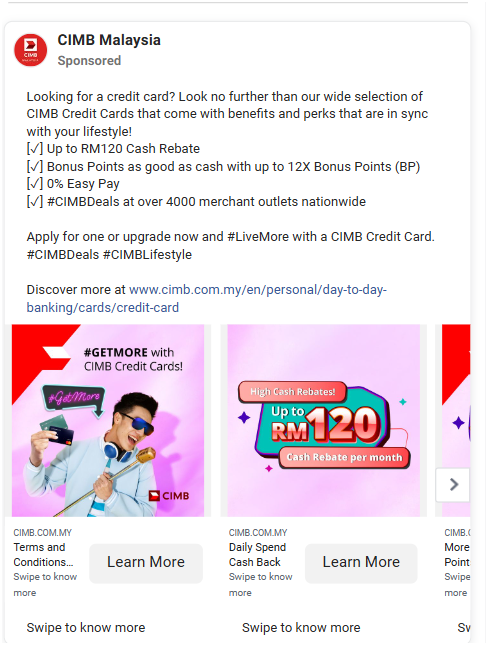 CIMB Malaysia
Sponsored
Looking for a credit card? Look no further than our wide selection of
CIMB Credit Cards that come with benefits and perks that are in sync
with your lifestyle!
[✓] Up to RM120 Cash Rebate
[✓] Bonus Points as good as cash with up to 12X Bonus Points (BP)
[✓] 0% Easy Pay
[✓] #CIMBDeals at over 4000 merchant outlets nationwide
Apply for one or upgrade now and #LiveMore with a CIMB Credit Card.
#CIMBDeals #CIMBLifestyle
Discover more at www.cimb.com.my/en/personal/day-to-day-
banking/cards/credit-card
#GETMORE with
CIMB Credit Cards!
#GetMore
CIMB
High Cash Rebates!
Up to
RM120
Cash Rebate per month
CIMB.COM.MY
Terms and
Conditions...
Swipe to know
more
Learn More
Swipe to know more
CIMB.COM.MY
Daily Spend
Cash Back
Swipe to know
more
Learn More
Swipe to know more
CIMB.C
More
Point
Swipe
more
Sw